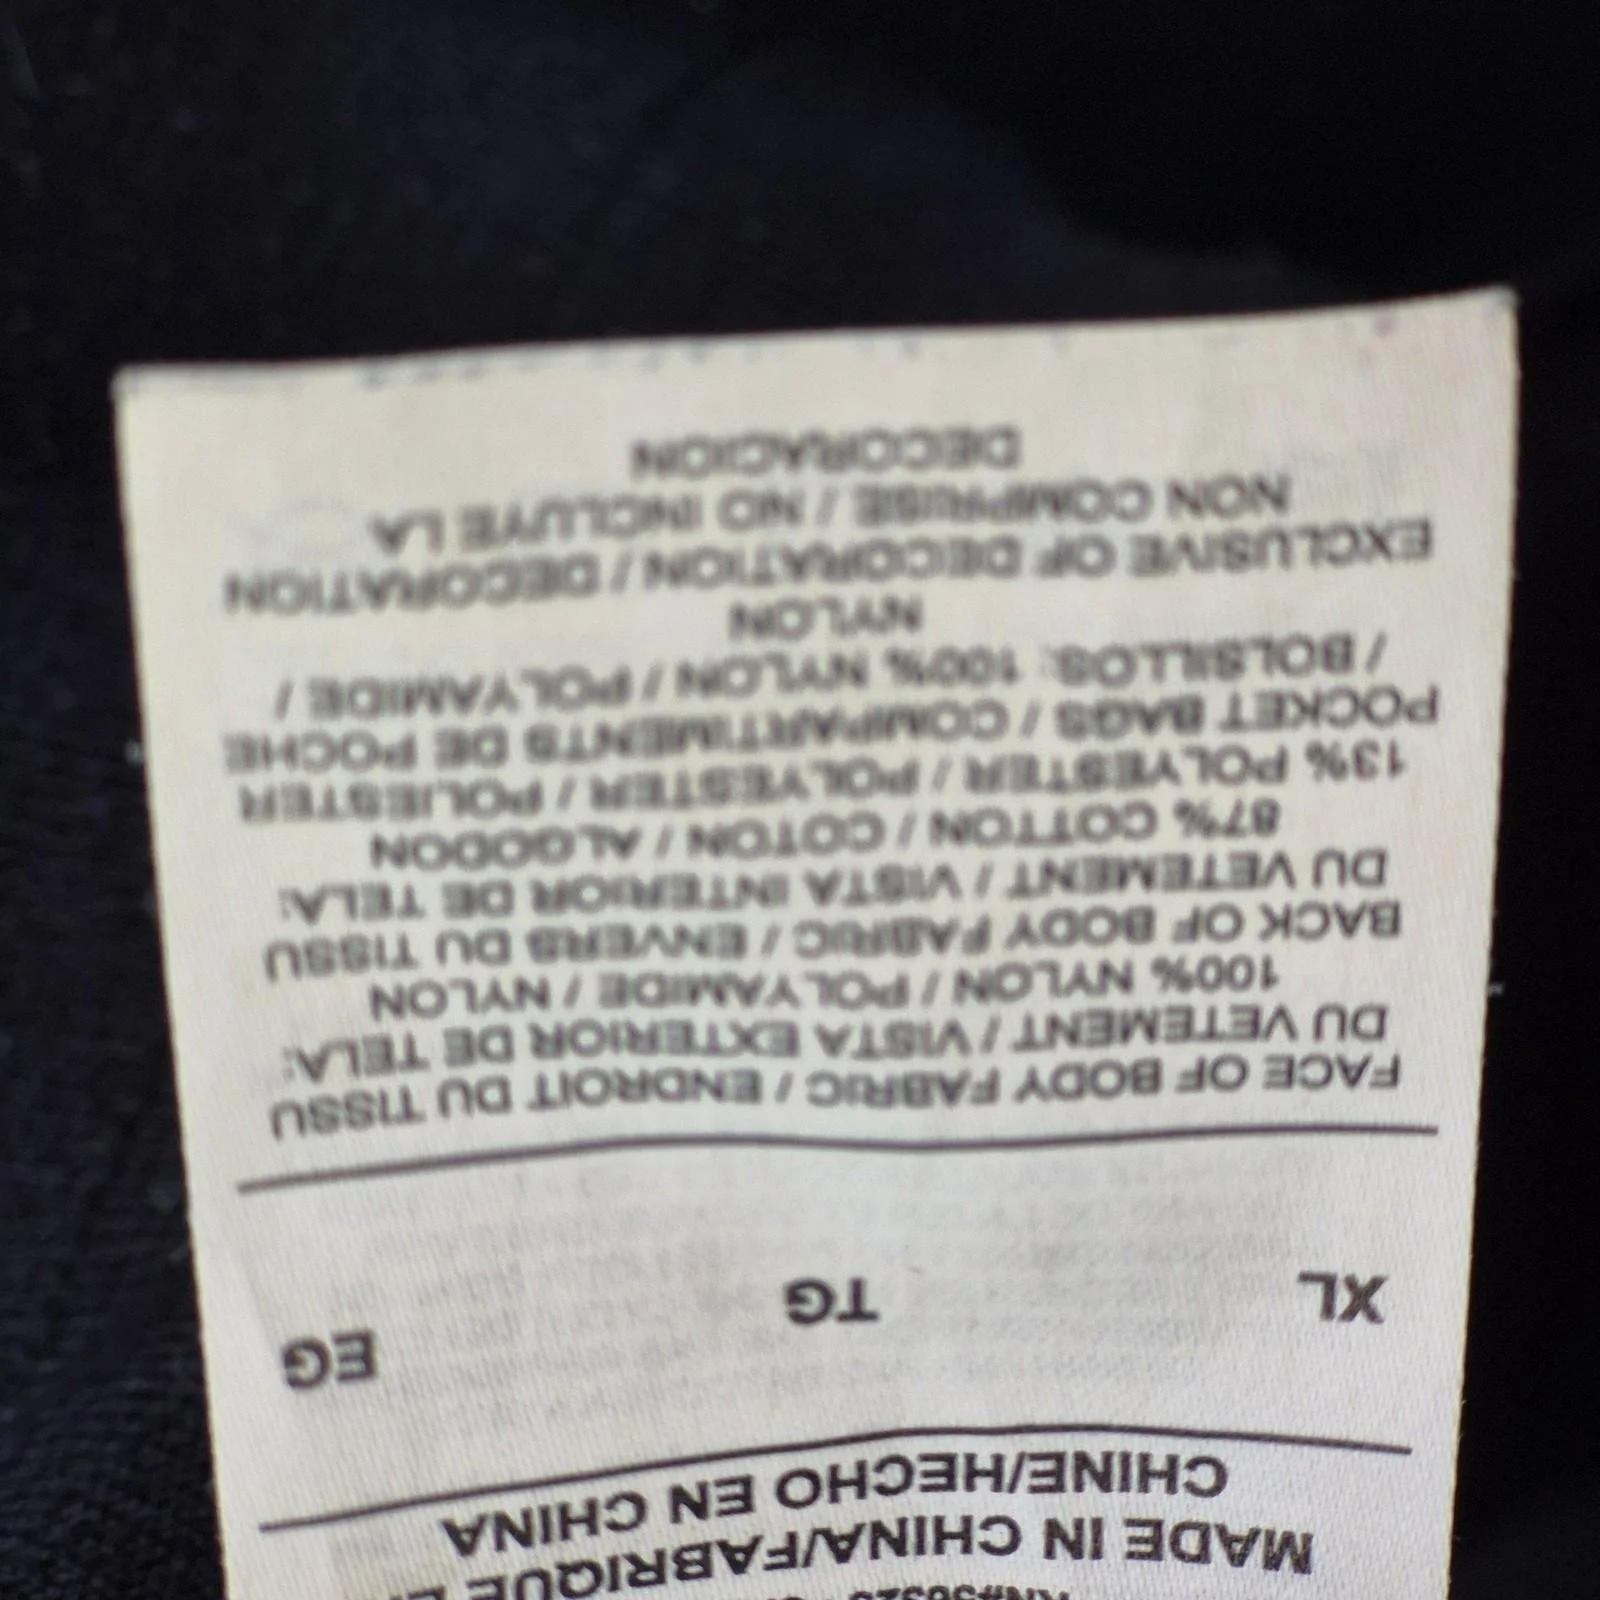 MADE IN CHINA/FABRIQUE
CHINE/HECHO EN CHINA
XL TG EG
FACE OF BODY FABRIC / ENDROIT DU TISSU
DU VETEMENT / VISTA EXTERIOR DE TELA:
100% NYLON / POLYAMIDE / NYLON
BACK OF BODY FABRIC / ENVERS DU TISSU
DU VETEMENT / VISTA INTERIOR DE TELA:
87% COTTON / COTON / ALGODON
13% POLYESTER / POLYESTER / POLIESTER
POCKET BAGS / COMPARTIMENTS DE POCHE
/ BOLSILLOS: 100% NYLON / POLYAMIDE /
NYLON
EXCLUSIVE OF DECORATION / DECORATION
NON COMPRISE / NO INCLUYE LA
DECORACION